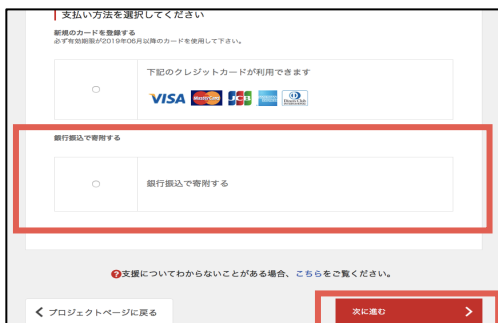 支払い方法を選択してください
新規のカードを登録する
必ず有効期限が2019年06月以降のカードを使用して下さい。
下記のクレジットカードが利用できます
VISA MasterCard JCB AMERICAN EXPRESS Diners Club INTERNATIONAL
銀行振込で寄附する
銀行振込で寄附する
?支援についてわからないことがある場合、こちらをご覧ください。
プロジェクトページに戻る
次に進む